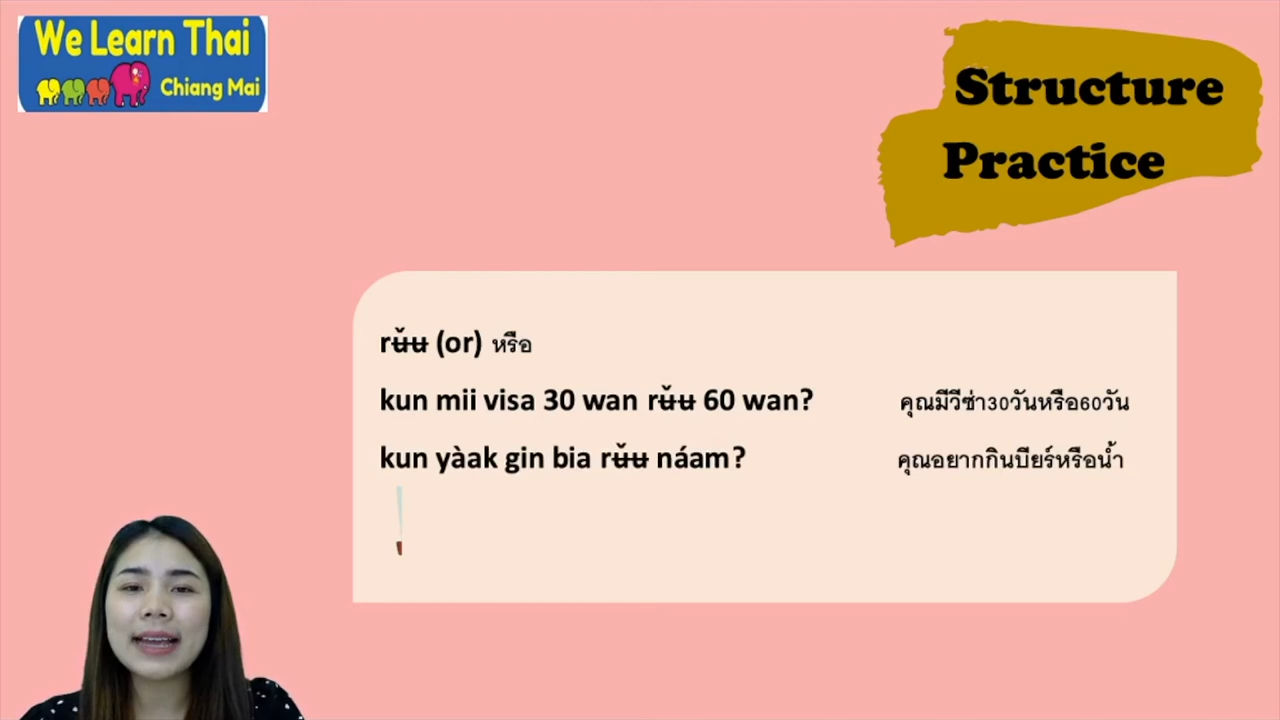 We Learn Thai
Chiang Mai
Structure
Practice
rʉ̌ʉ (or) หรือ
kun mii visa 30 wan rʉ̌ʉ 60 wan? คุณมีวีซ่า30วันหรือ60วัน
kun yàak gin bia rʉ̌ʉ náam? คุณอยากกินเบียร์หรือน้ำ